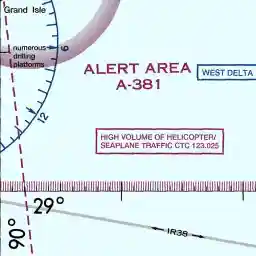 Grand Isle
numerous
drilling
platforms
6
12
ALERT AREA
A-381
WEST DELTA
HIGH VOLUME OF HELICOPTER/
SEAPLANE TRAFFIC CTC 123.025
29°
90°
IR38